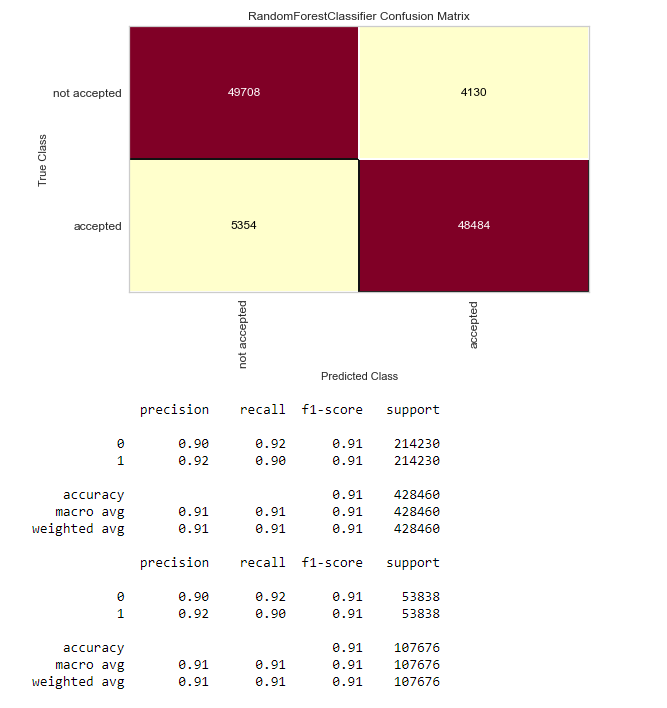 RandomForestClassifier Confusion Matrix
True Class
not accepted
49708
4130
accepted
5354
48484
not accepted
accepted
Predicted Class
precision recall f1-score support
0 0.90 0.92 0.91 214230
1 0.92 0.90 0.91 214230
accuracy 0.91 428460
macro avg 0.91 0.91 0.91 428460
weighted avg 0.91 0.91 0.91 428460
precision recall f1-score support
0 0.90 0.92 0.91 53838
1 0.92 0.90 0.91 53838
accuracy 0.91 107676
macro avg 0.91 0.91 0.91 107676
weighted avg 0.91 0.91 0.91 107676